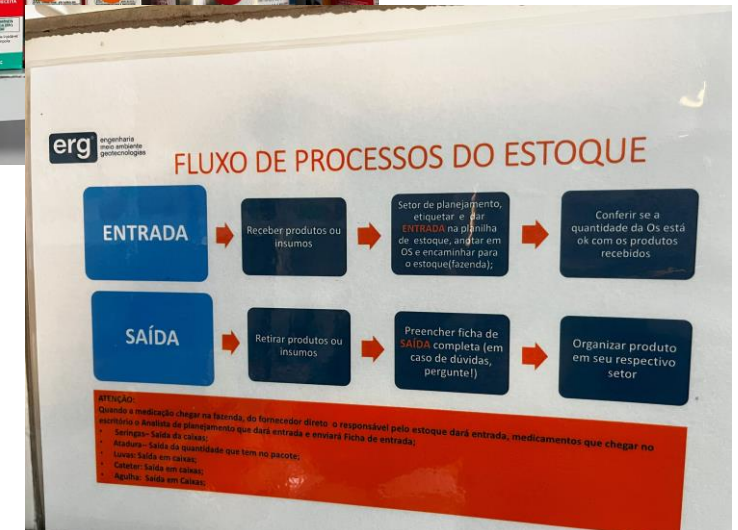 erg
engenharia
meio ambiente
geotecnologias
FLUXO DE PROCESSOS DO ESTOQUE
ENTRADA
Receber produtos ou
insumos
Setor de planejamento,
etiquetar e dar
ENTRADA na planilha
de estoque, anotar em
OS e encaminhar para
o estoque(fazenda);
Conferir se a
quantidade da Os está
ok com os produtos
recebidos
SAÍDA
Retirar produtos ou
insumos
Preencher ficha de
SAÍDA completa (em
caso de dúvidas,
pergunte!)
Organizar produto
em seu respectivo
setor
ATENÇÃO:
Quando a medicação chegar na fazenda, do fornecedor direto o responsável pelo estoque dará entrada, medicamentos que chegar no
escritório o Analista de planejamento que dará entrada e enviará Ficha de entrada;
• Seringas– Saída da caixas;
• Atadura– Saída da quantidade que tem no pacote;
• Luvas: Saída em caixas;
• Cateter: Saída em caixas;
• Agulha: Saída em Caixas;